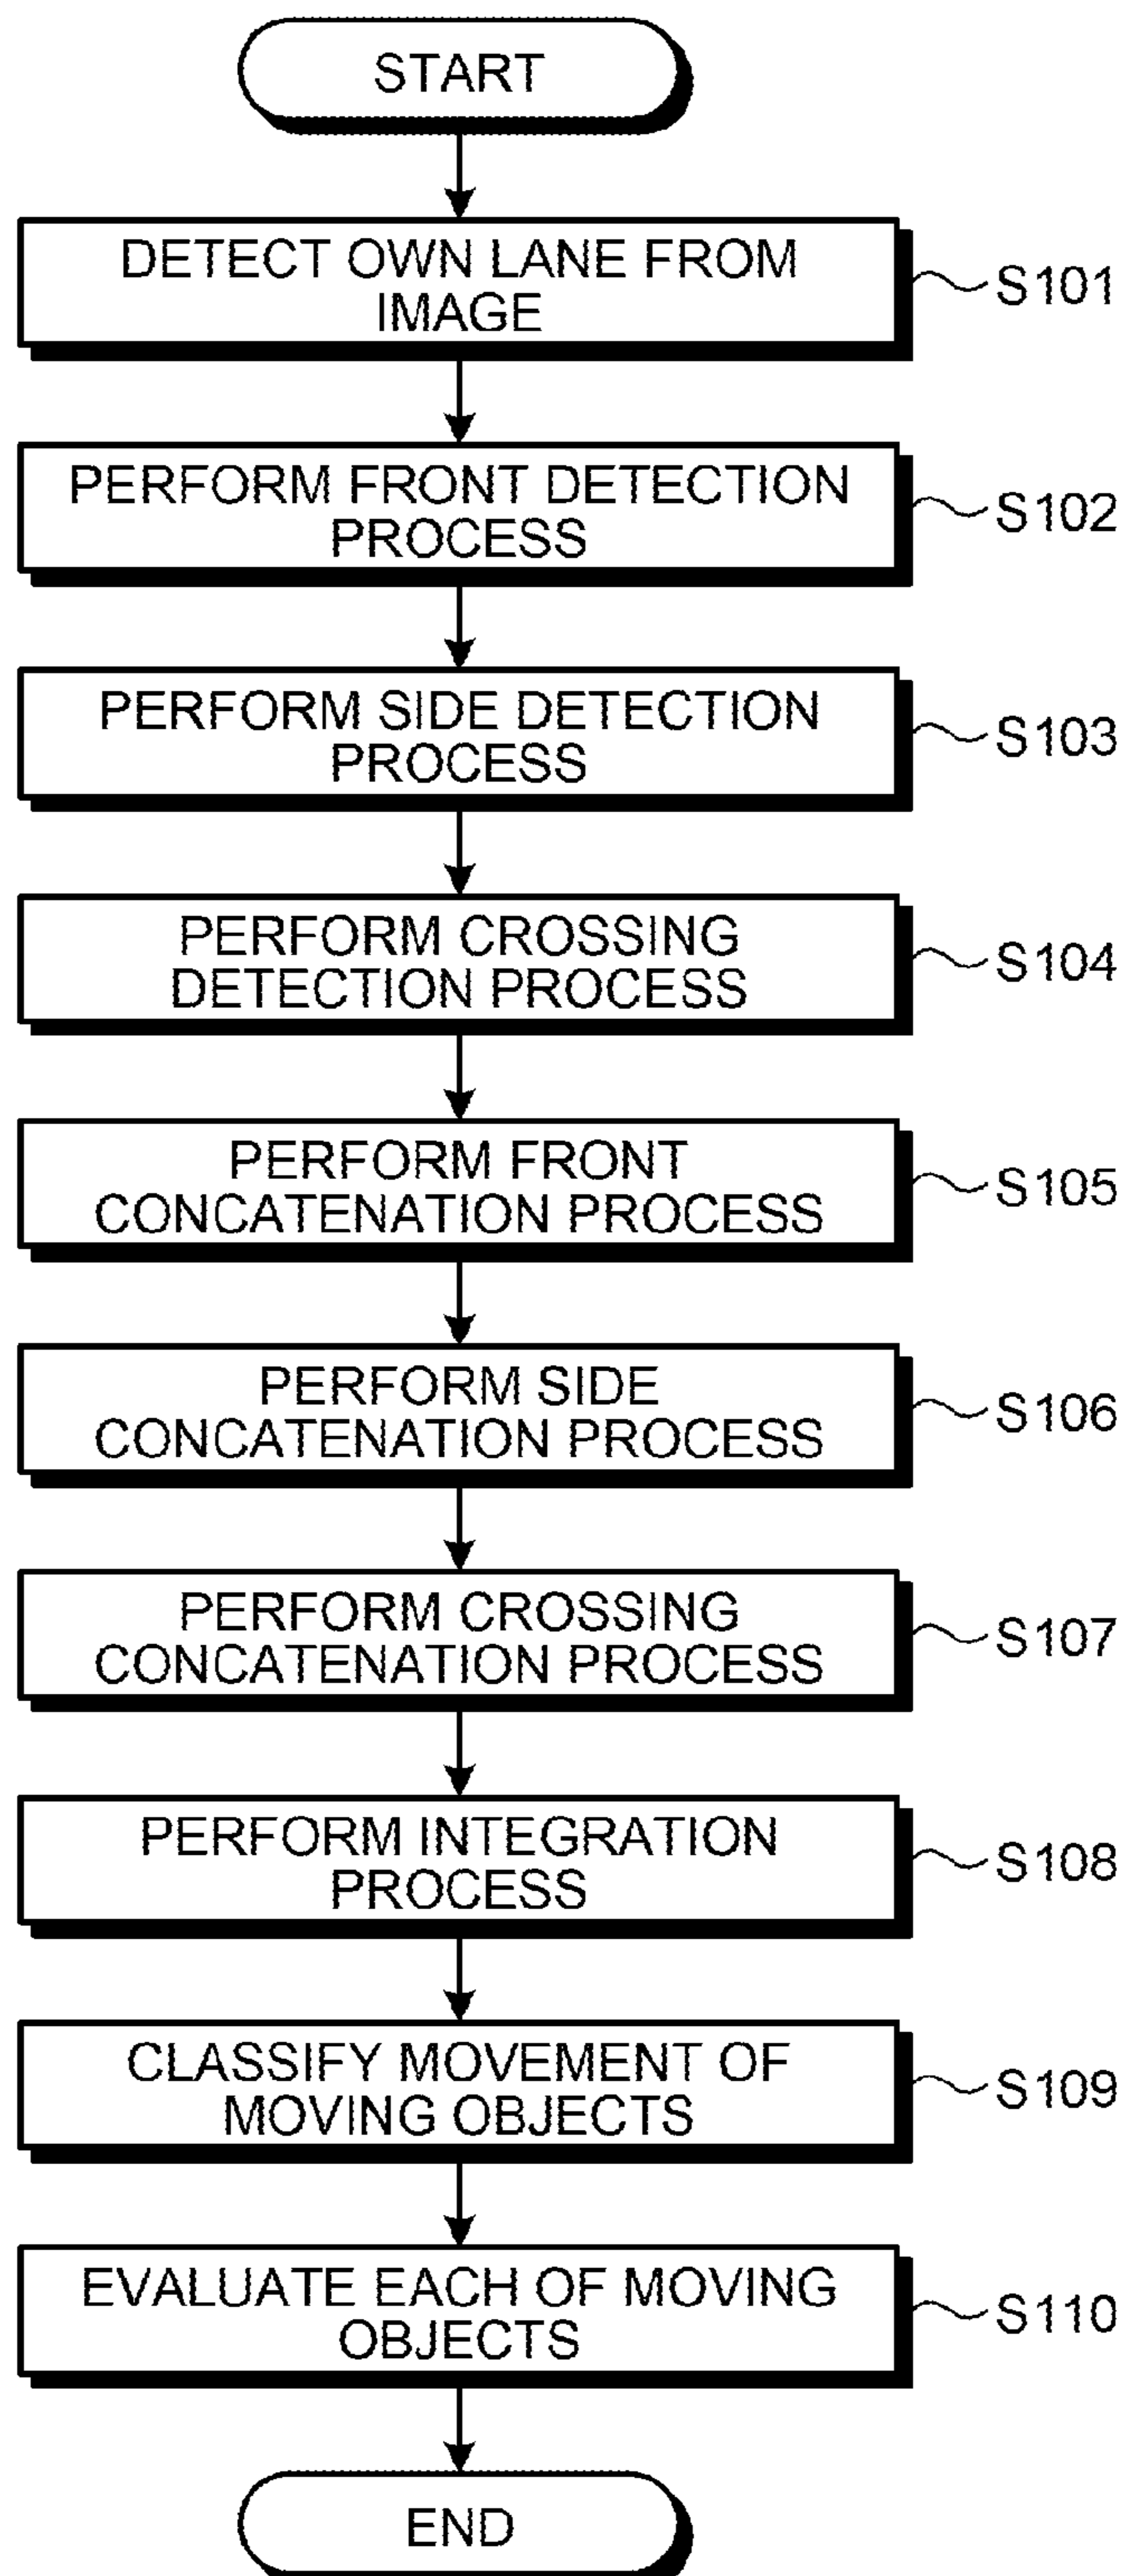 START
DETECT OWN LANE FROM
IMAGE
S101
PERFORM FRONT DETECTION
PROCESS
S102
PERFORM SIDE DETECTION
PROCESS
S103
PERFORM CROSSING
DETECTION PROCESS
S104
PERFORM FRONT
CONCATENATION PROCESS
S105
PERFORM SIDE
CONCATENATION PROCESS
S106
PERFORM CROSSING
CONCATENATION PROCESS
S107
PERFORM INTEGRATION
PROCESS
S108
CLASSIFY MOVEMENT OF
MOVING OBJECTS
S109
EVALUATE EACH OF MOVING
OBJECTS
S110
END